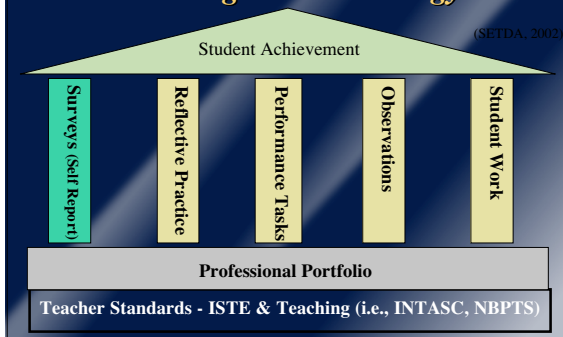 (SETDA, 2002)
Student Achievement
Surveys (Self Report)
Reflective Practice
Performance Tasks
Observations
Student Work
Professional Portfolio
Teacher Standards - ISTE & Teaching (i.e., INTASC, NBPTS)